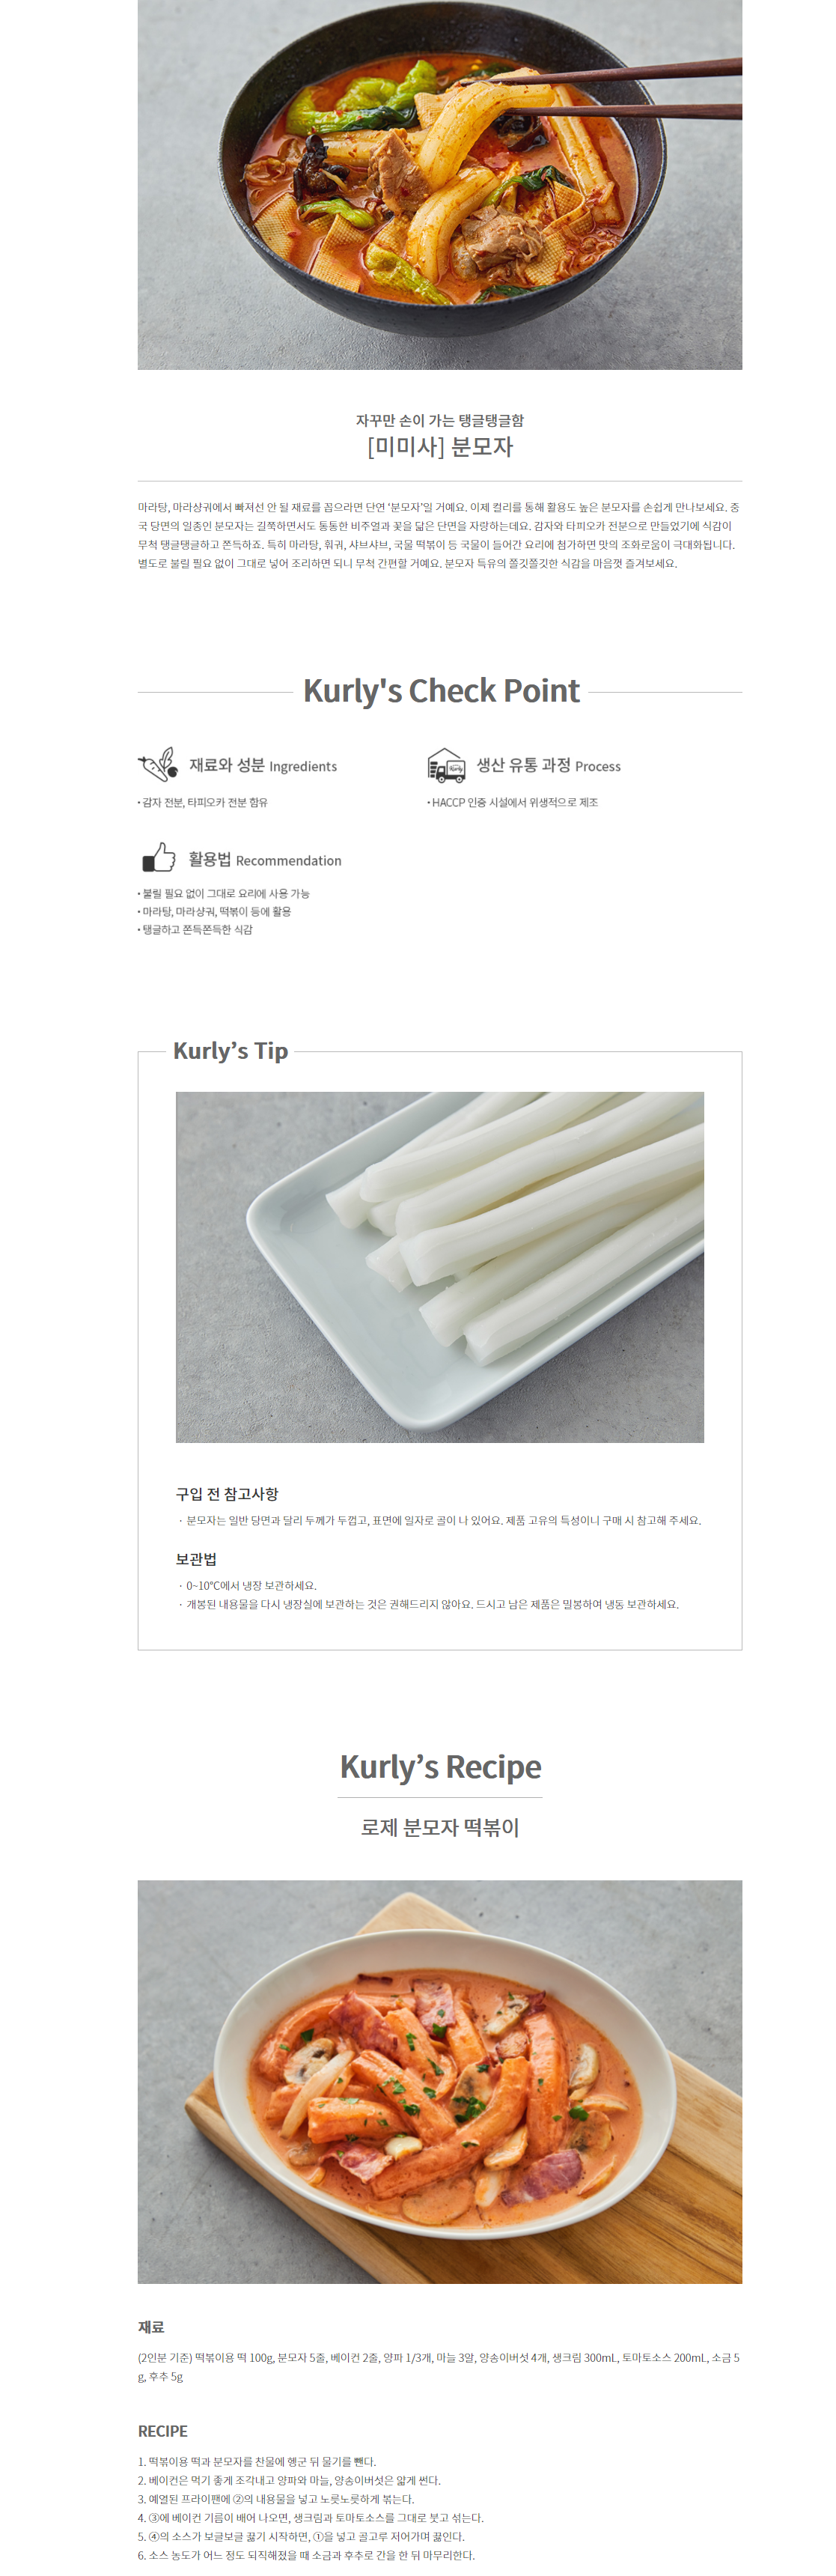 자꾸만 손이 가는 탱글탱글함
[미미사] 분모자
마라탕, 마라샹궈에서 빠져선 안 될 재료를 꼽으라면 단연 ‘분모자’일 거예요. 이제 컬리를 통해 활용도 높은 분모자를 손쉽게 만나보세요. 중
국 당면의 일종인 분모자는 길쭉하면서도 통통한 비주얼과 꽃을 닮은 단면을 자랑하는데요. 감자와 타피오카 전분으로 만들었기에 식감이
무척 탱글탱글하고 쫀득하죠. 특히 마라탕, 훠궈, 샤브샤브, 국물 떡볶이 등 국물이 들어간 요리에 첨가하면 맛의 조화로움이 극대화됩니다.
별도로 불릴 필요 없이 그대로 넣어 조리하면 되니 무척 간편할 거예요. 분모자 특유의 쫄깃쫄깃한 식감을 마음껏 즐겨보세요.
Kurly's Check Point
재료와 성분 Ingredients
• 감자 전분, 타피오카 전분 함유
생산 유통 과정 Process
• HACCP 인증 시설에서 위생적으로 제조
활용법 Recommendation
• 불릴 필요 없이 그대로 요리에 사용 가능
• 마라탕, 마라샹궈, 떡볶이 등에 활용
• 탱글하고 쫀득쫀득한 식감
Kurly’s Tip
구입 전 참고사항
· 분모자는 일반 당면과 달리 두께가 두껍고, 표면에 일자로 골이 나 있어요. 제품 고유의 특성이니 구매 시 참고해 주세요.
보관법
· 0~10℃에서 냉장 보관하세요.
· 개봉된 내용물을 다시 냉장실에 보관하는 것은 권해드리지 않아요. 드시고 남은 제품은 밀봉하여 냉동 보관하세요.
Kurly’s Recipe
로제 분모자 떡볶이
재료
(2인분 기준) 떡볶이용 떡 100g, 분모자 5줄, 베이컨 2줄, 양파 1/3개, 마늘 3알, 양송이버섯 4개, 생크림 300mL, 토마토소스 200mL, 소금 5
g, 후추 5g
RECIPE
1. 떡볶이용 떡과 분모자를 찬물에 헹군 뒤 물기를 뺀다.
2. 베이컨은 먹기 좋게 조각내고 양파와 마늘, 양송이버섯은 얇게 썬다.
3. 예열된 프라이팬에 ②의 내용물을 넣고 노릇노릇하게 볶는다.
4. ③에 베이컨 기름이 배어 나오면, 생크림과 토마토소스를 그대로 붓고 섞는다.
5. ④의 소스가 보글보글 끓기 시작하면, ①을 넣고 골고루 저어가며 끓인다.
6. 소스 농도가 어느 정도 되직해졌을 때 소금과 후추로 간을 한 뒤 마무리한다.